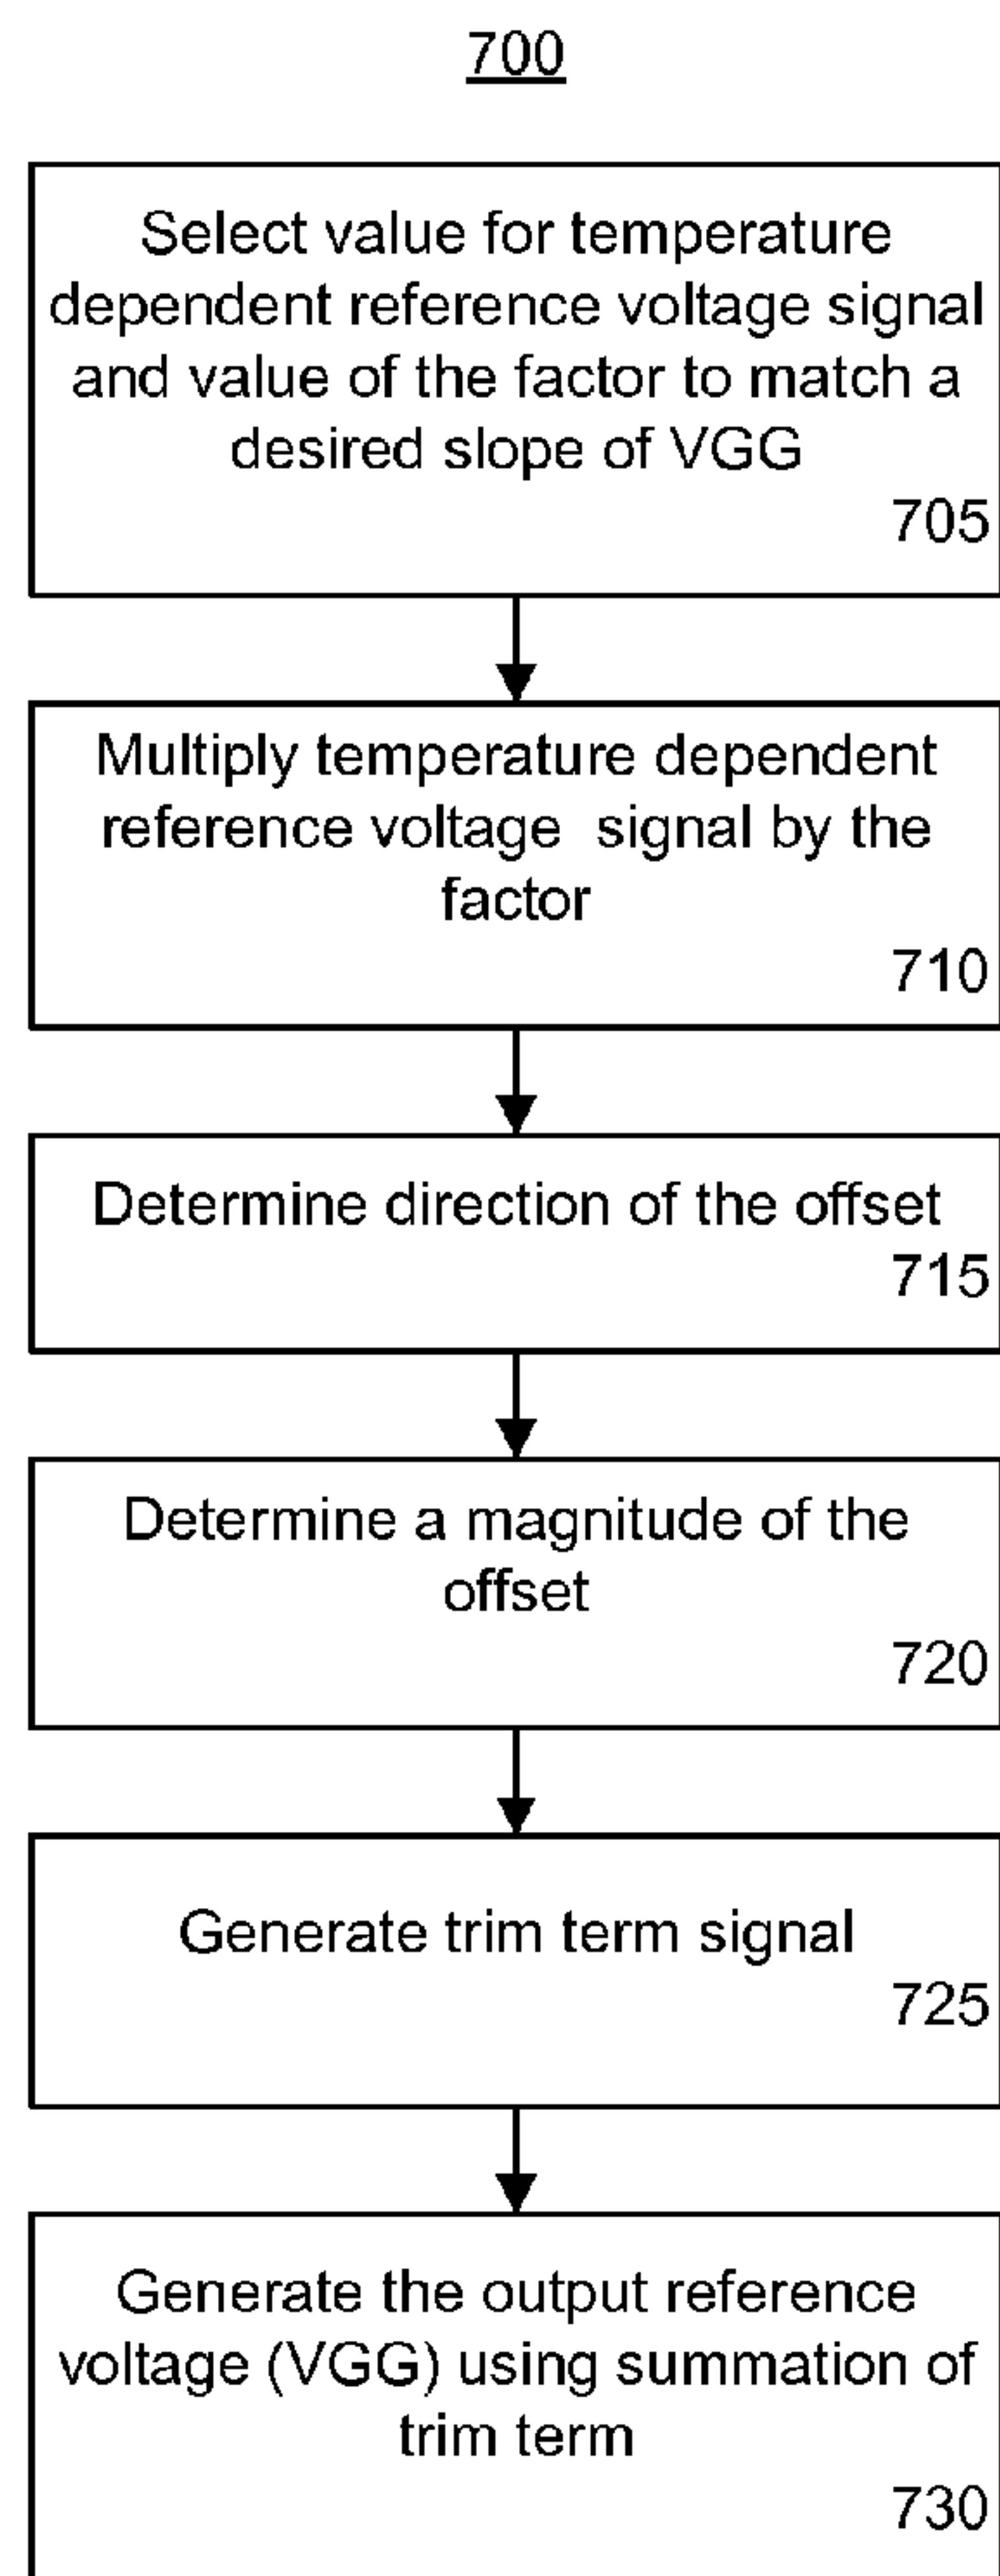 700
Select value for temperature
dependent reference voltage signal
and value of the factor to match a
desired slope of VGG
705
Multiply temperature dependent
reference voltage signal by the
factor
710
Determine direction of the offset
715
Determine a magnitude of the
offset
720
Generate trim term signal
725
Generate the output reference
voltage (VGG) using summation of
trim term
730